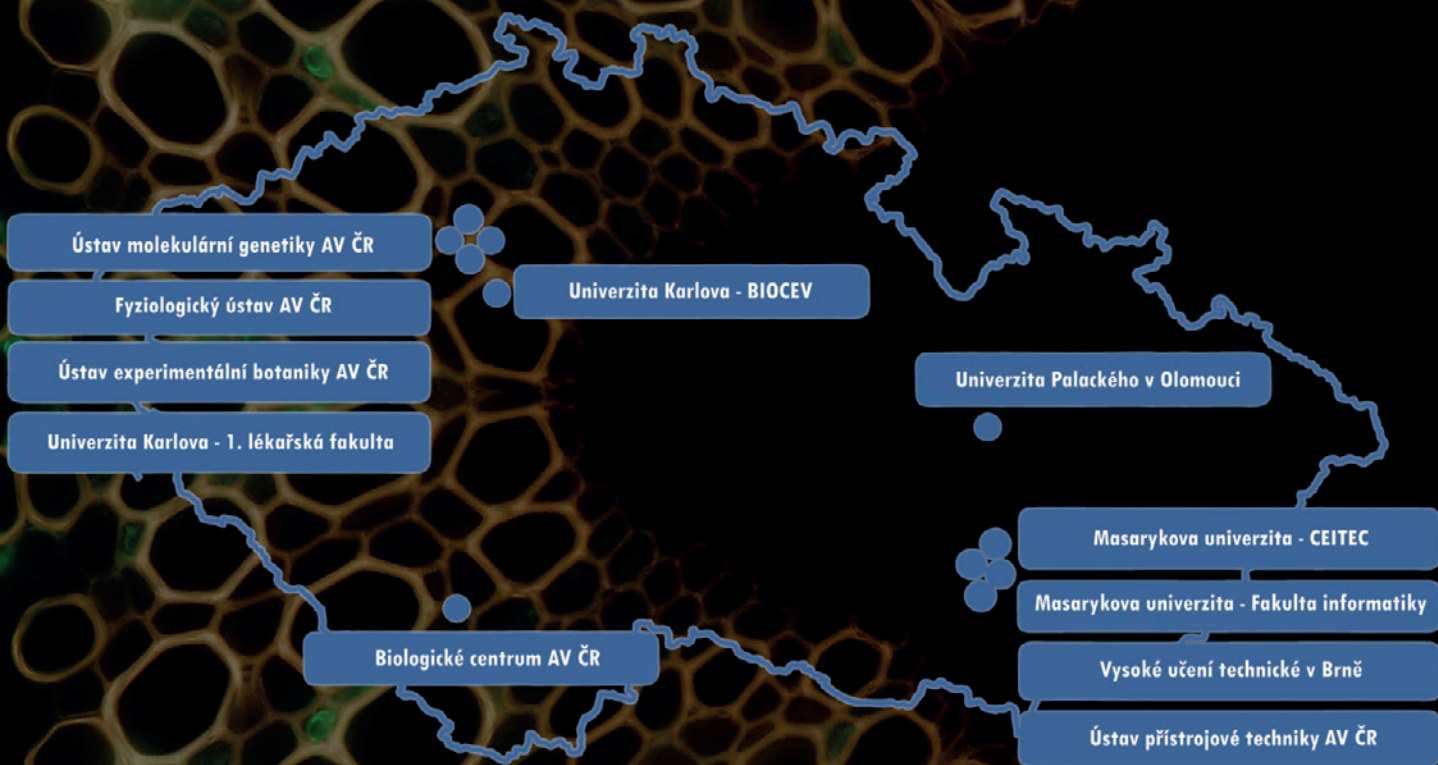 Ústav molekulární genetiky AV ČR
Fyziologický ústav AV ČR
Ústav experimentální botaniky AV ČR
Univerzita Karlova - 1. lékařská fakulta
Univerzita Karlova - BIOCEV
Univerzita Palackého v Olomouci
Biologické centrum AV ČR
Masarykova univerzita - CEITEC
Masarykova univerzita - Fakulta informatiky
Vysoké učení technické v Brně
Ústav přístrojové techniky AV ČR